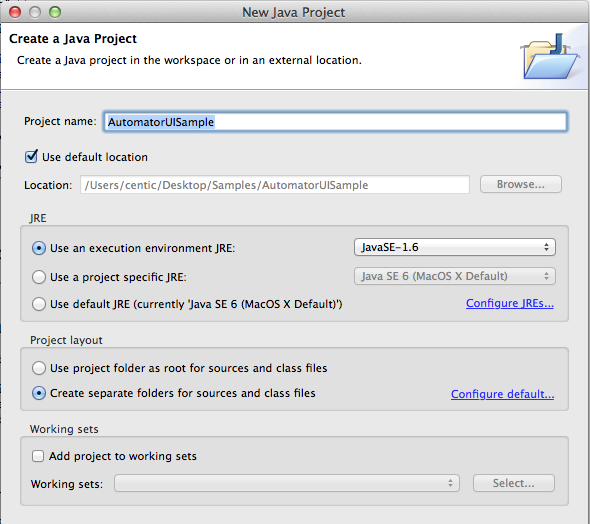 New Java Project
Create a Java Project
Create a Java project in the workspace or in an external location.
Project name: AutomatorUISample
Use default location
Location: /Users/centic/Desktop/Samples/AutomatorUISample Browse...
JRE
Use an execution environment JRE: JavaSE-1.6
Use a project specific JRE: Java SE 6 (MacOS X Default)
Use default JRE (currently 'Java SE 6 (MacOS X Default)') Configure JREs...
Project layout
Use project folder as root for sources and class files
Create separate folders for sources and class files Configure default...
Working sets
Add project to working sets
Working sets: Select...